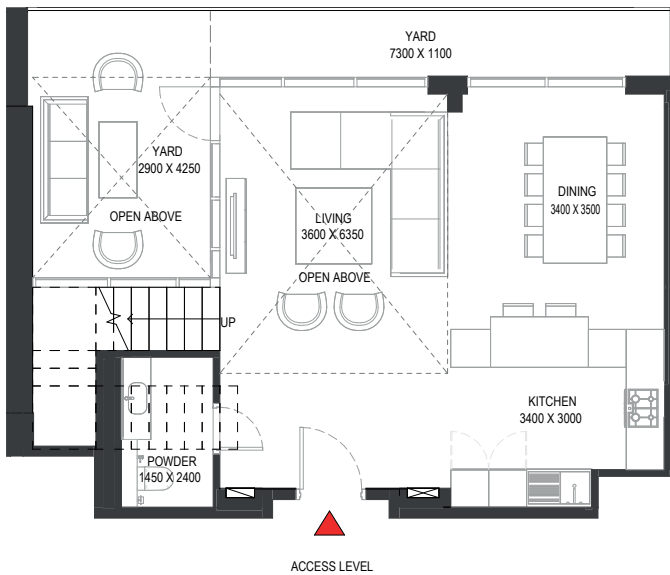 YARD
7300 X 1100
YARD
2900 X 4250
OPEN ABOVE
DINING
3400 X 3500
LIVING
3600 X 6350
OPEN ABOVE
UP
KITCHEN
3400 X 3000
POWDER
1450 X 2400
ACCESS LEVEL